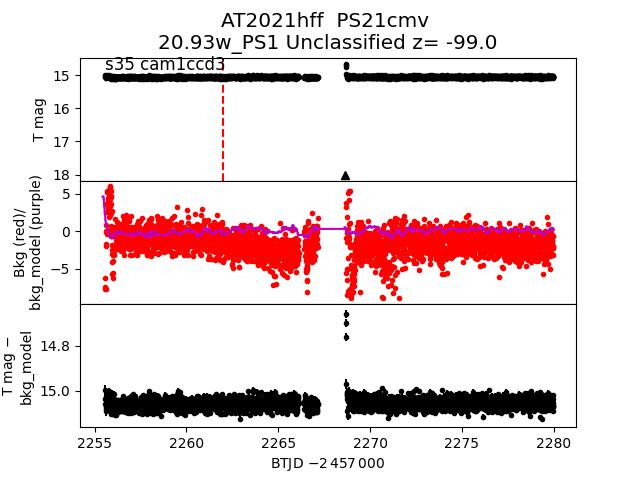 AT2021hff  PS21cmv
20.93w_PS1 Unclassified z= -99.0
s35 cam1ccd3
T mag
15
16
17
18
Bkg (red)/
bkg_model (purple)
5
0
−5
T mag −
bkg_model
14.8
15.0
2255
2260
2265
2270
2275
2280
BTJD −2 457 000